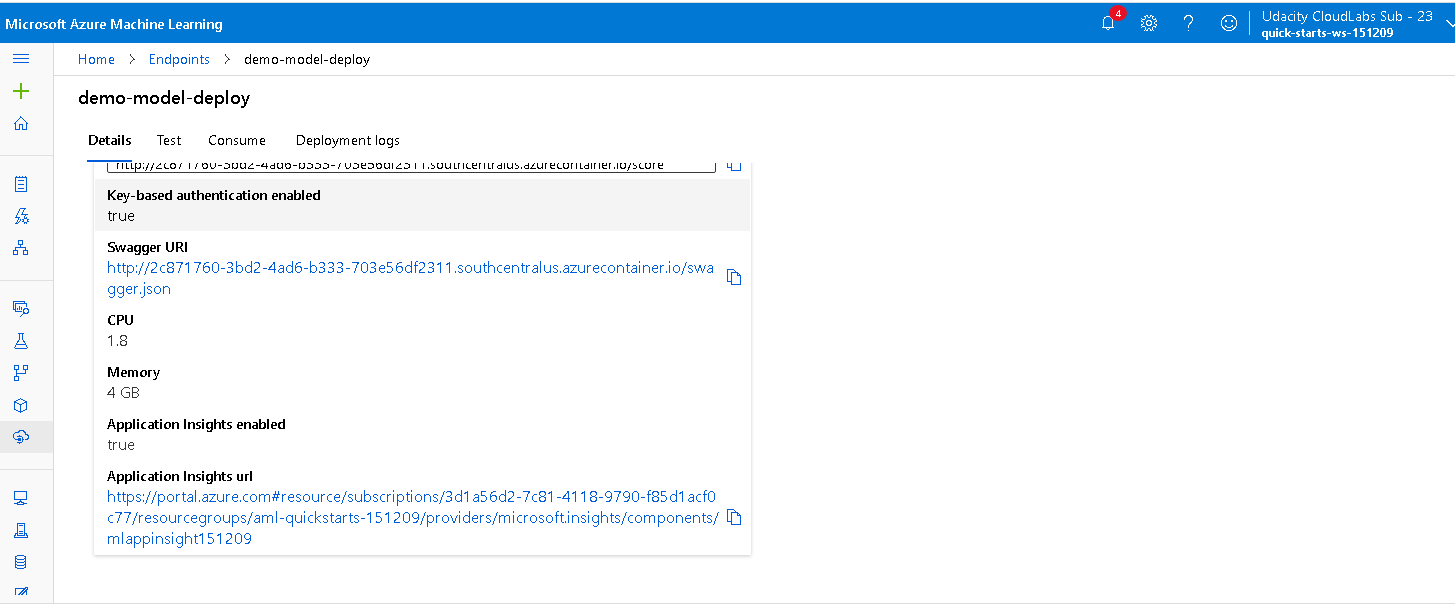 Microsoft Azure Machine Learning
4
?
Udacity CloudLabs Sub - 23
quick-starts-ws-151209
Home > Endpoints > demo-model-deploy
demo-model-deploy
Details Test Consume Deployment logs
http://2c871760-3bd2-4ad6-b333-703e56df2311.southcentralus.azurecontainer.io/score
Key-based authentication enabled
true
Swagger URI
http://2c871760-3bd2-4ad6-b333-703e56df2311.southcentralus.azurecontainer.io/swa
gger.json
CPU
1.8
Memory
4 GB
Application Insights enabled
true
Application Insights url
https://portal.azure.com#resource/subscriptions/3d1a56d2-7c81-4118-9790-f85d1acf0
c77/resourcegroups/aml-quickstarts-151209/providers/microsoft.insights/components/
mlappinsight151209